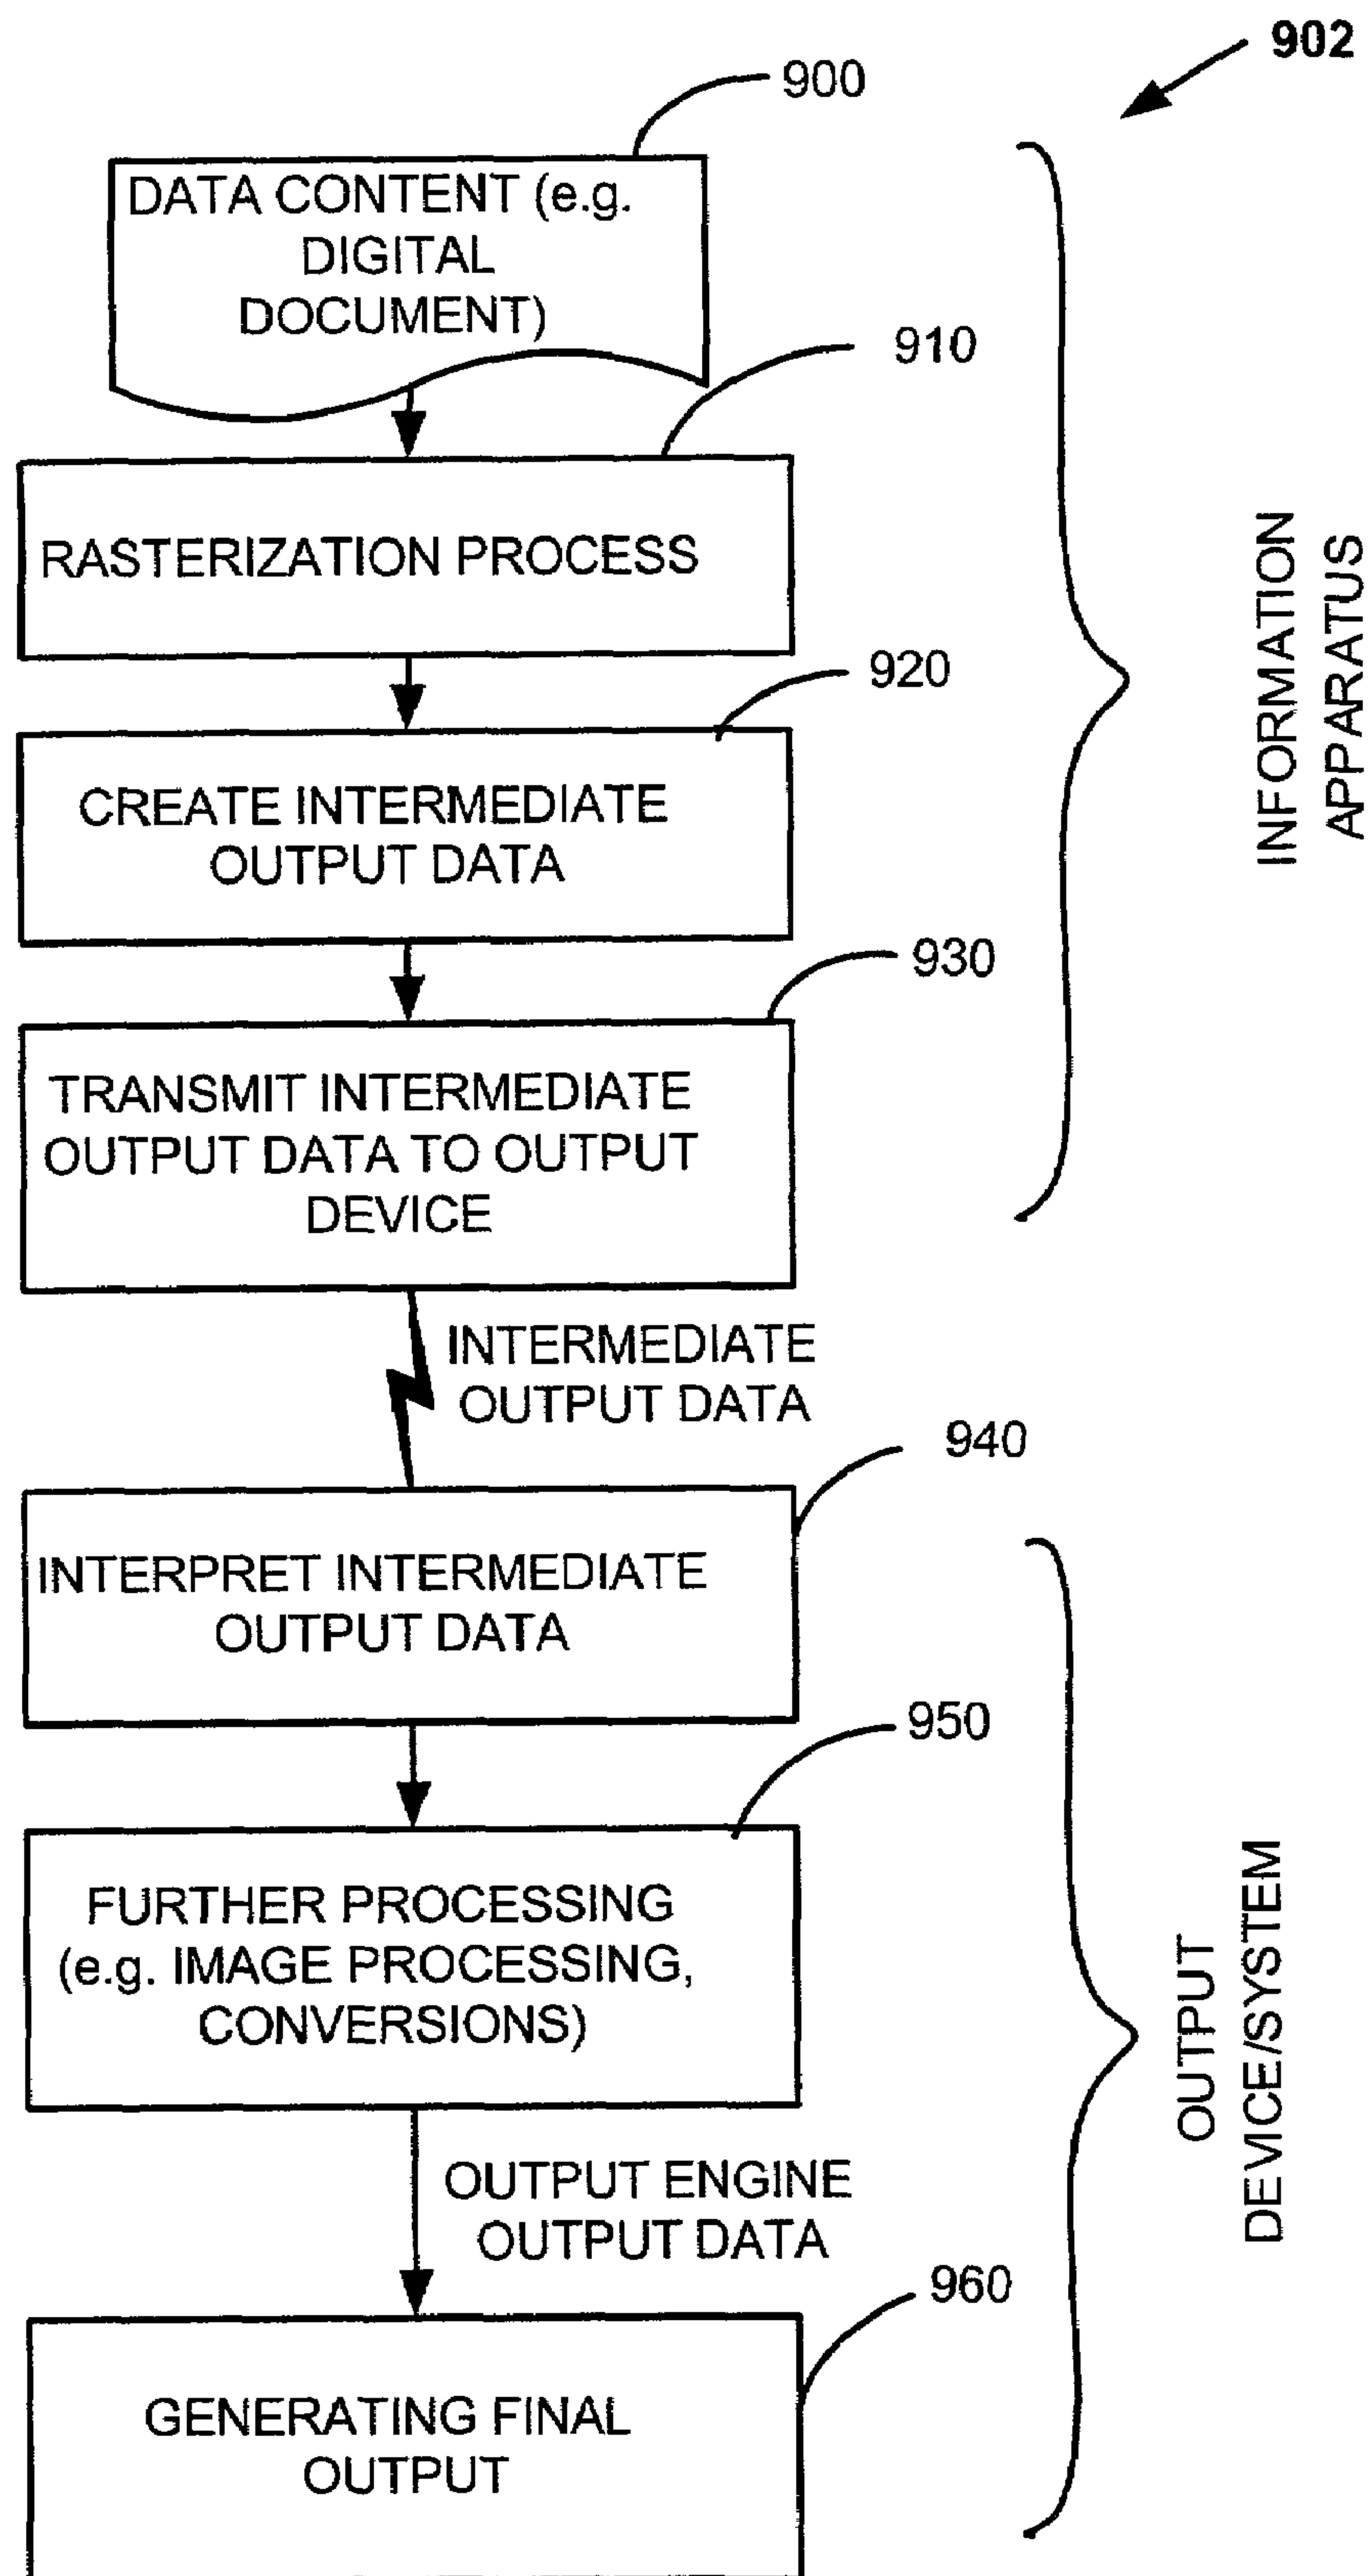 902
900
DATA CONTENT (e.g.
DIGITAL
DOCUMENT)
910
RASTERIZATION PROCESS
920
CREATE INTERMEDIATE
OUTPUT DATA
930
TRANSMIT INTERMEDIATE
OUTPUT DATA TO OUTPUT
DEVICE
INFORMATION
APPARATUS
INTERMEDIATE
OUTPUT DATA
940
INTERPRET INTERMEDIATE
OUTPUT DATA
950
FURTHER PROCESSING
(e.g. IMAGE PROCESSING,
CONVERSIONS)
OUTPUT ENGINE
OUTPUT DATA
960
GENERATING FINAL
OUTPUT
OUTPUT
DEVICE/SYSTEM